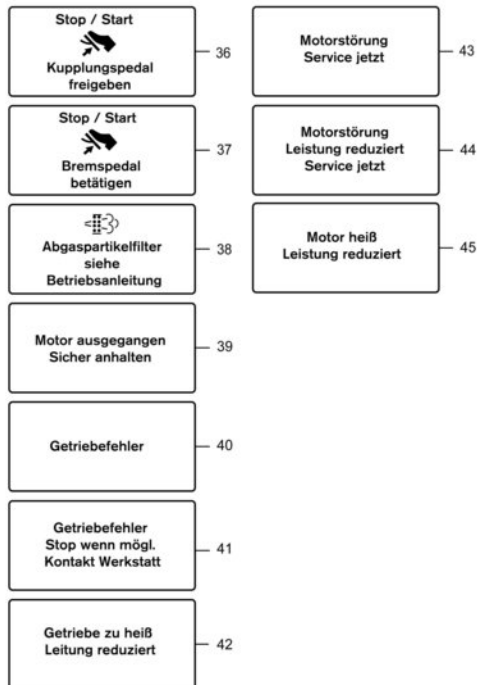 Stop / Start
Kupplungspedal
freigeben
36
Stop / Start
Bremspedal
betätigen
37
Abgaspartikelfilter
siehe
Betriebsanleitung
38
Motor ausgegangen
Sicher anhalten
39
Getriebefehler
40
Getriebefehler
Stop wenn mögl.
Kontakt Werkstatt
41
Getriebe zu heiß
Leitung reduziert
42
Motorstörung
Service jetzt
43
Motorstörung
Leistung reduziert
Service jetzt
44
Motor heiß
Leistung reduziert
45